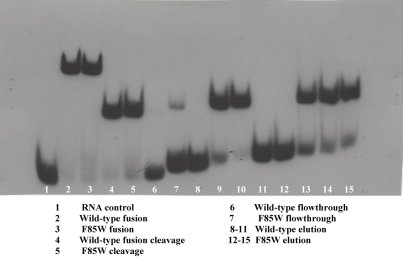 1 2 3 4 5 6 7 8 9 10 11 12 13 14 15
1 RNA control 6 Wild-type flowthrough
2 Wild-type fusion 7 F85W flowthrough
3 F85W fusion 8-11 Wild-type elution
4 Wild-type fusion cleavage 12-15 F85W elution
5 F85W cleavage